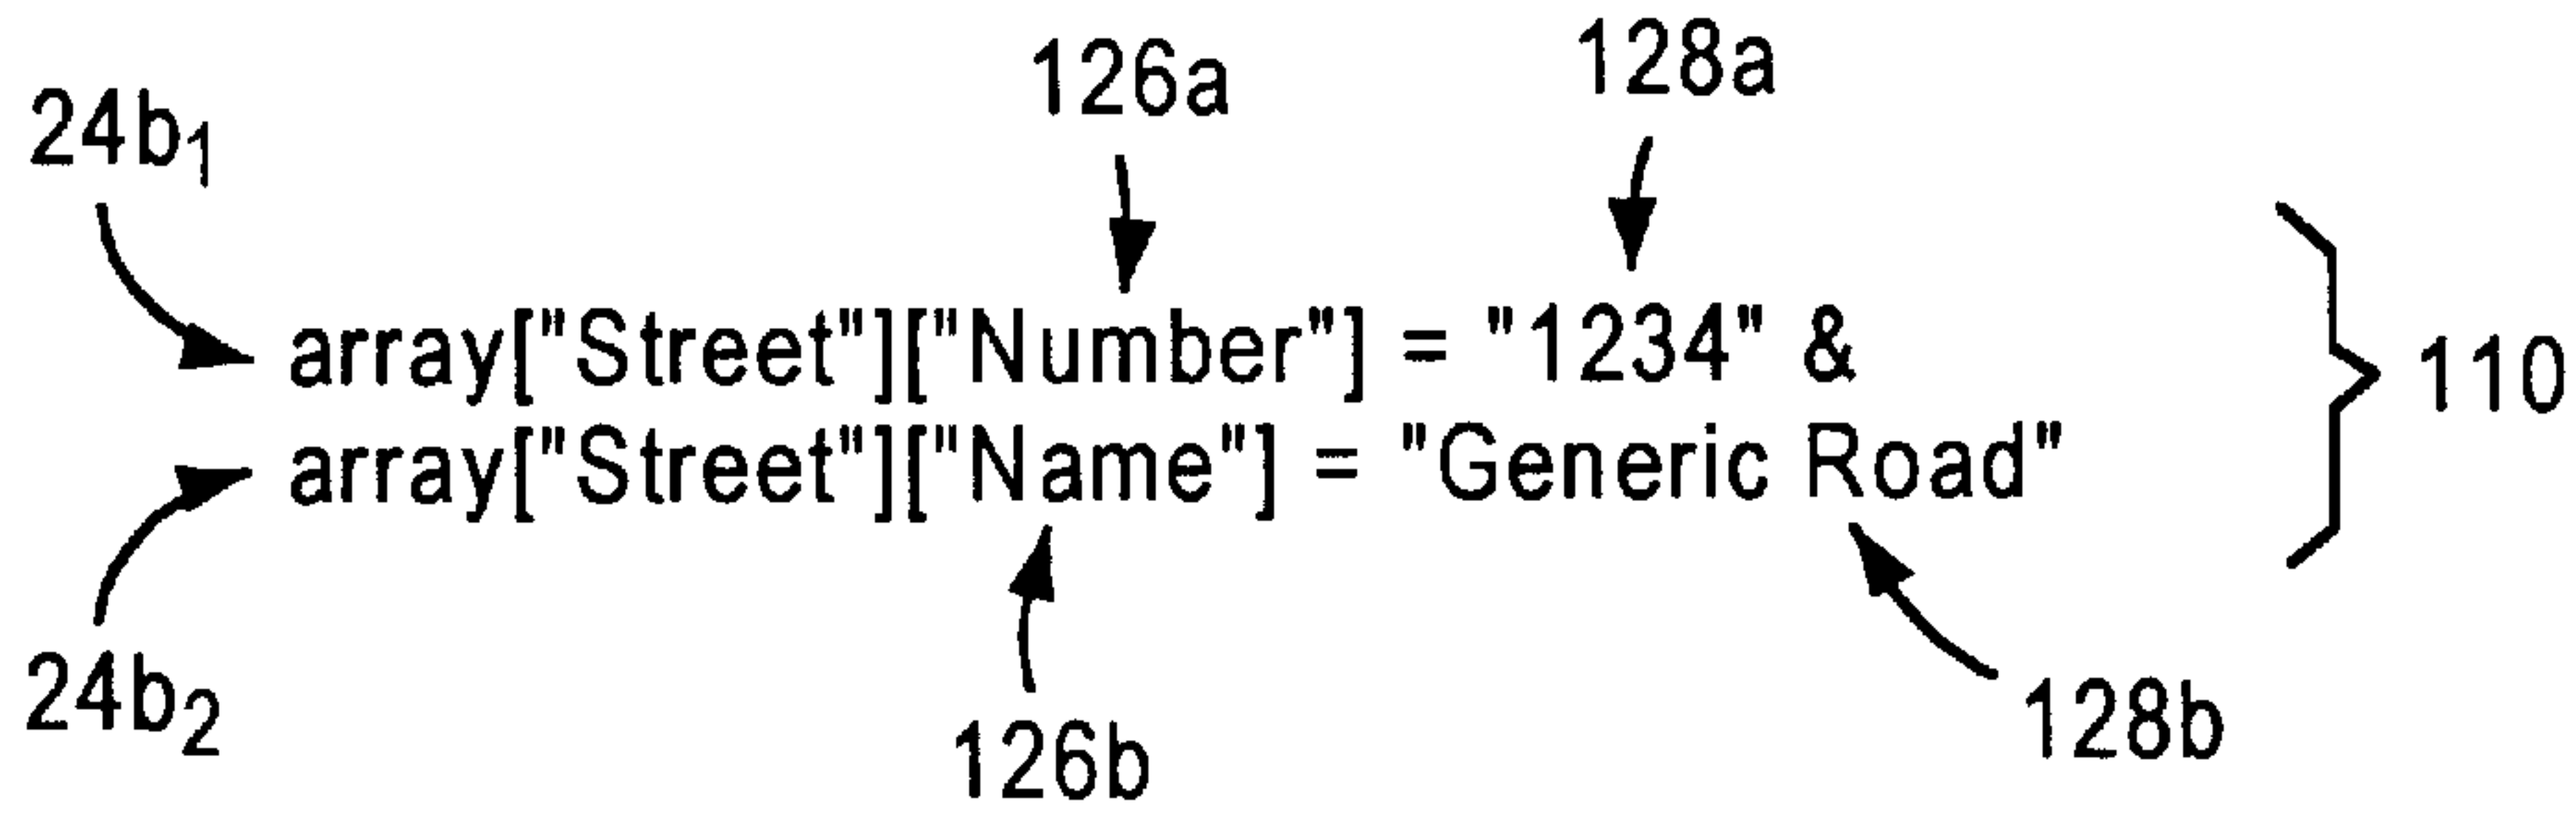 126a 128a
24b₁
array["Street"]["Number"] = "1234" &
110
array["Street"]["Name"] = "Generic Road"
24b₂
126b 128b